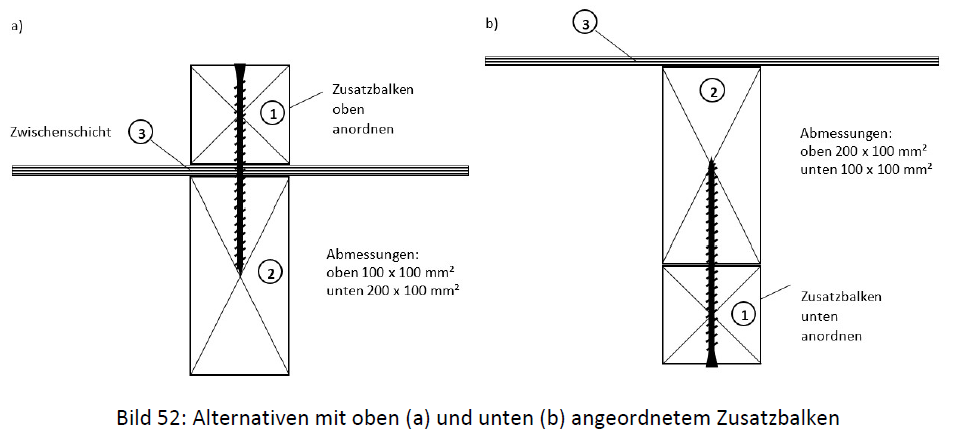 a)
1
Zusatzbalken
oben
anordnen
Zwischenschicht
3
2
Abmessungen:
oben 100 x 100 mm²
unten 200 x 100 mm²
b)
3
2
Abmessungen:
oben 200 x 100 mm²
unten 100 x 100 mm²
1
Zusatzbalken
unten
anordnen
Bild 52: Alternativen mit oben (a) und unten (b) angeordnetem Zusatzbalken